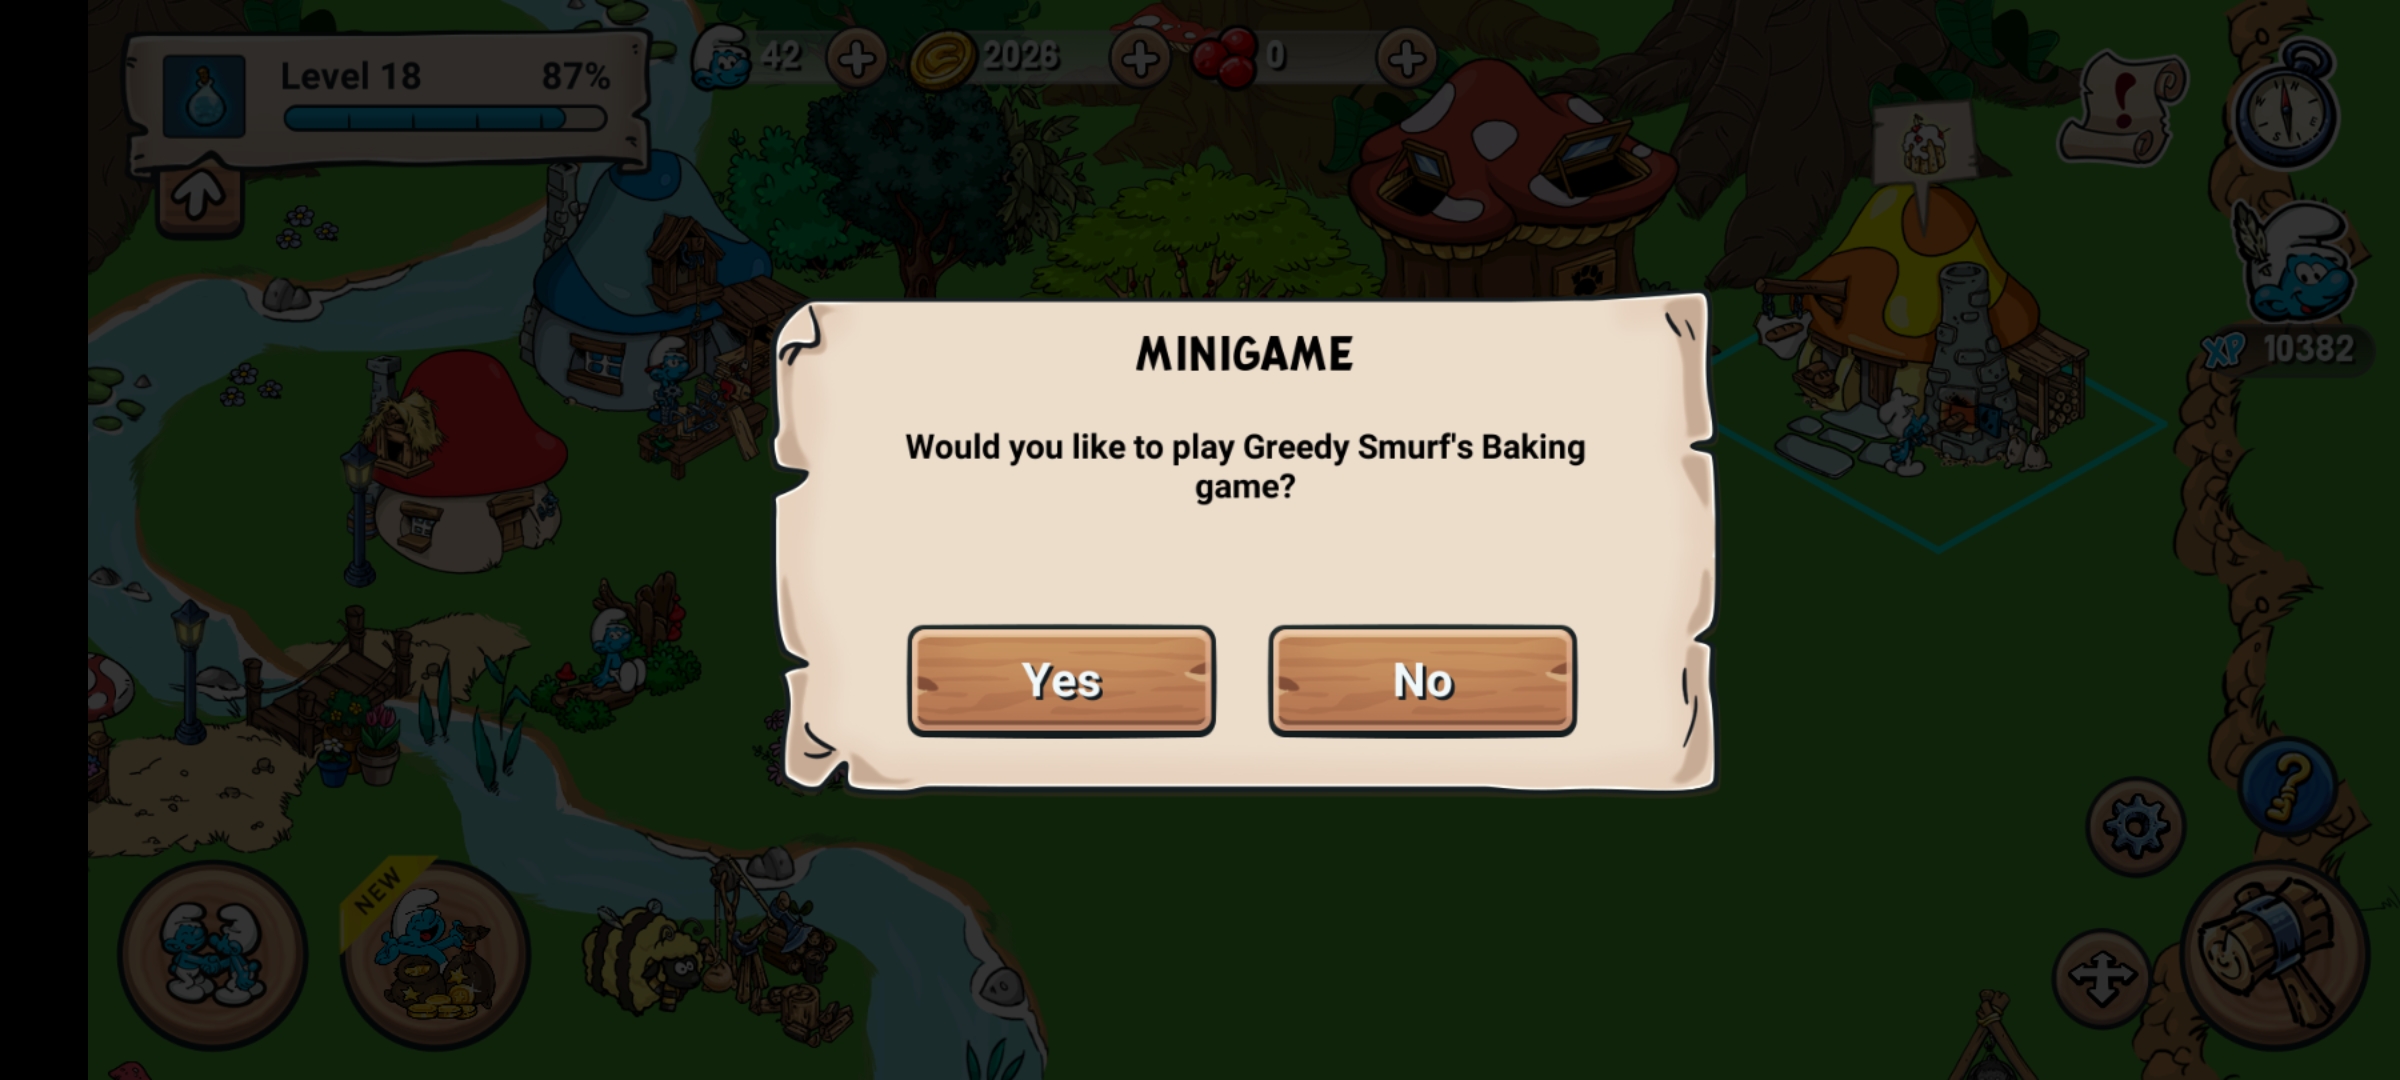 Level 18
87%
42
2026
0
XP 10382
MINIGAME
Would you like to play Greedy Smurf's Baking
game?
Yes
No
NEW